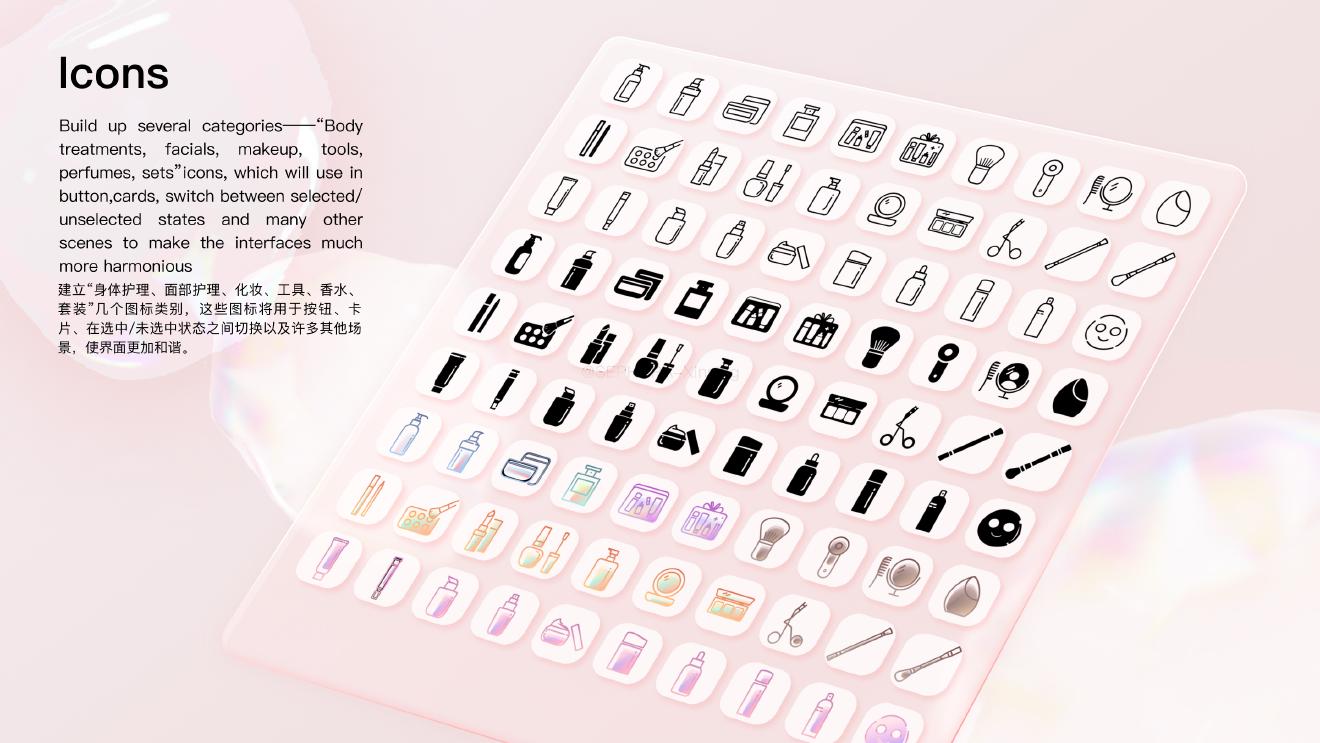 Icons
Build up several categories——“Body
treatments, facials, makeup, tools,
perfumes, sets”icons, which will use in
button,cards, switch between selected/
unselected states and many other
scenes to make the interfaces much
more harmonious
建立“身体护理、面部护理、化妆、工具、香水、
套装”几个图标类别，这些图标将用于按钮、卡
片、在选中/未选中状态之间切换以及许多其他场
景，使界面更加和谐。